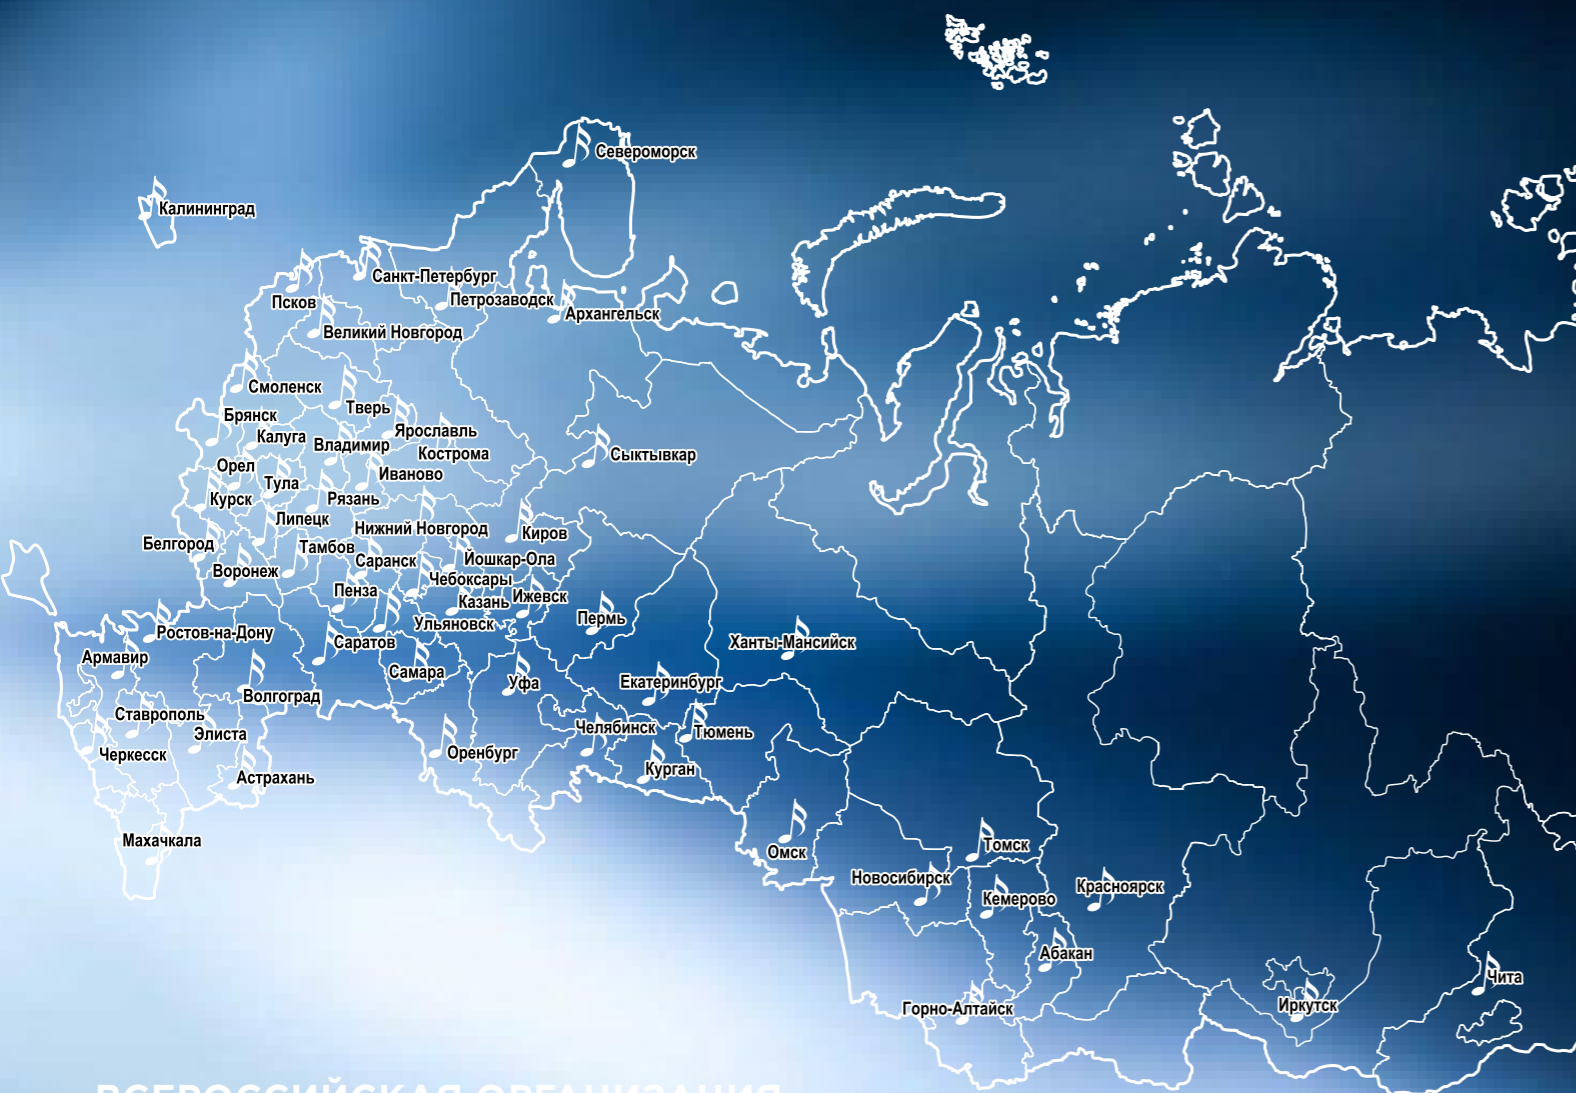 Североморск
Калининград
Санкт-Петербург
Псков
Петрозаводск
Архангельск
Великий Новгород
Смоленск
Тверь
Брянск
Ярославль
Калуга
Владимир
Кострома
Сыктывкар
Орел
Иваново
Тула
Курск
Рязань
Липецк
Нижний Новгород
Киров
Белгород
Тамбов
Саранск
Йошкар-Ола
Воронеж
Чебоксары
Пенза
Казань
Ижевск
Ульяновск
Пермь
Ростов-на-Дону
Саратов
Ханты-Мансийск
Армавир
Самара
Уфа
Екатеринбург
Волгоград
Ставрополь
Челябинск
Элиста
Тюмень
Черкесск
Оренбург
Курган
Астрахань
Махачкала
Омск
Томск
Новосибирск
Красноярск
Кемерово
Абакан
Чита
Горно-Алтайск
Иркутск
ВСЕРОССИЙСКАЯ ОРГАНИЗАЦИЯ